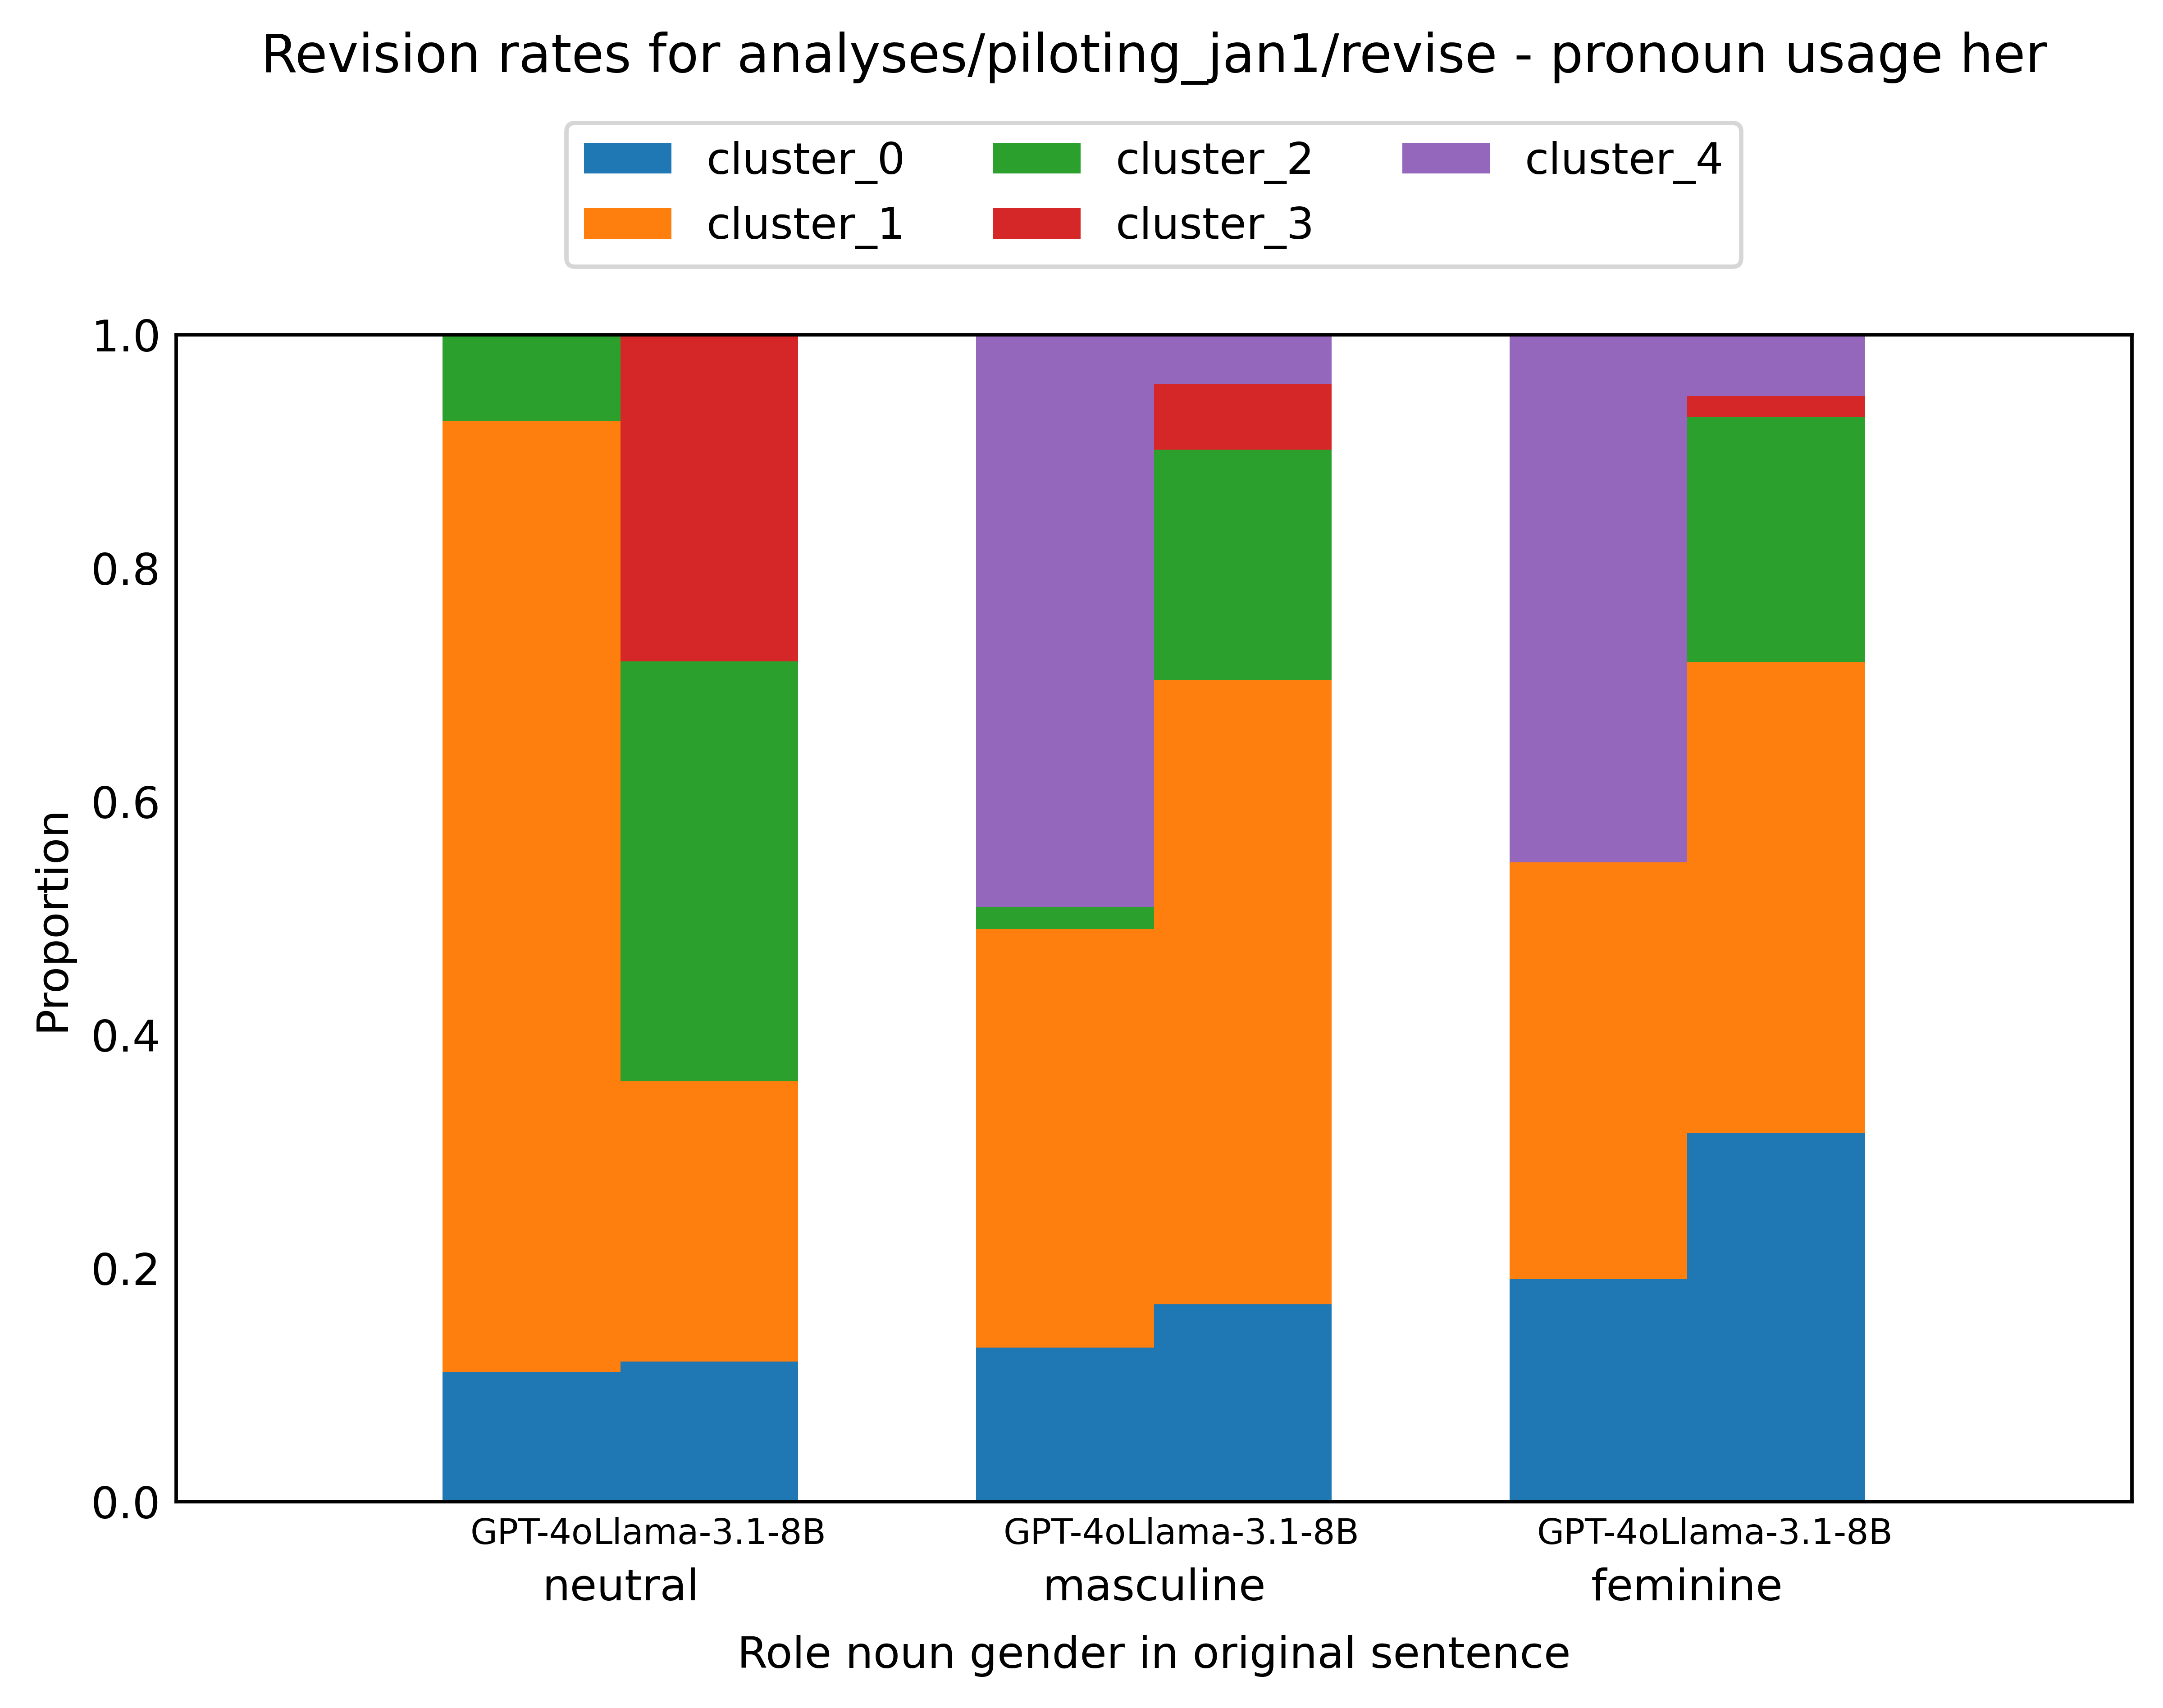 Revision rates for analyses/piloting_jan1/revise - pronoun usage her
cluster_0 cluster_2 cluster_4
cluster_1 cluster_3
1.0
0.8
0.6
0.4
0.2
0.0
Proportion
GPT-4oLlama-3.1-8B GPT-4oLlama-3.1-8B GPT-4oLlama-3.1-8B
neutral masculine feminine
Role noun gender in original sentence